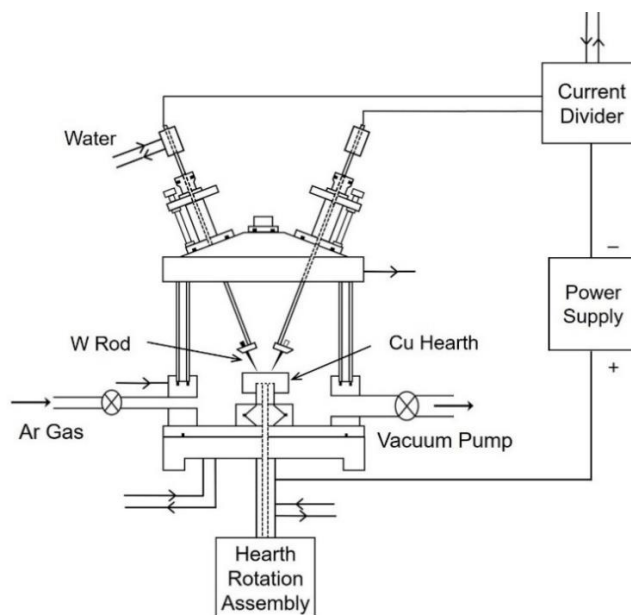 Current
Divider
Water
–
Power
Supply
+
W Rod
Cu Hearth
Ar Gas
Vacuum Pump
Hearth
Rotation
Assembly